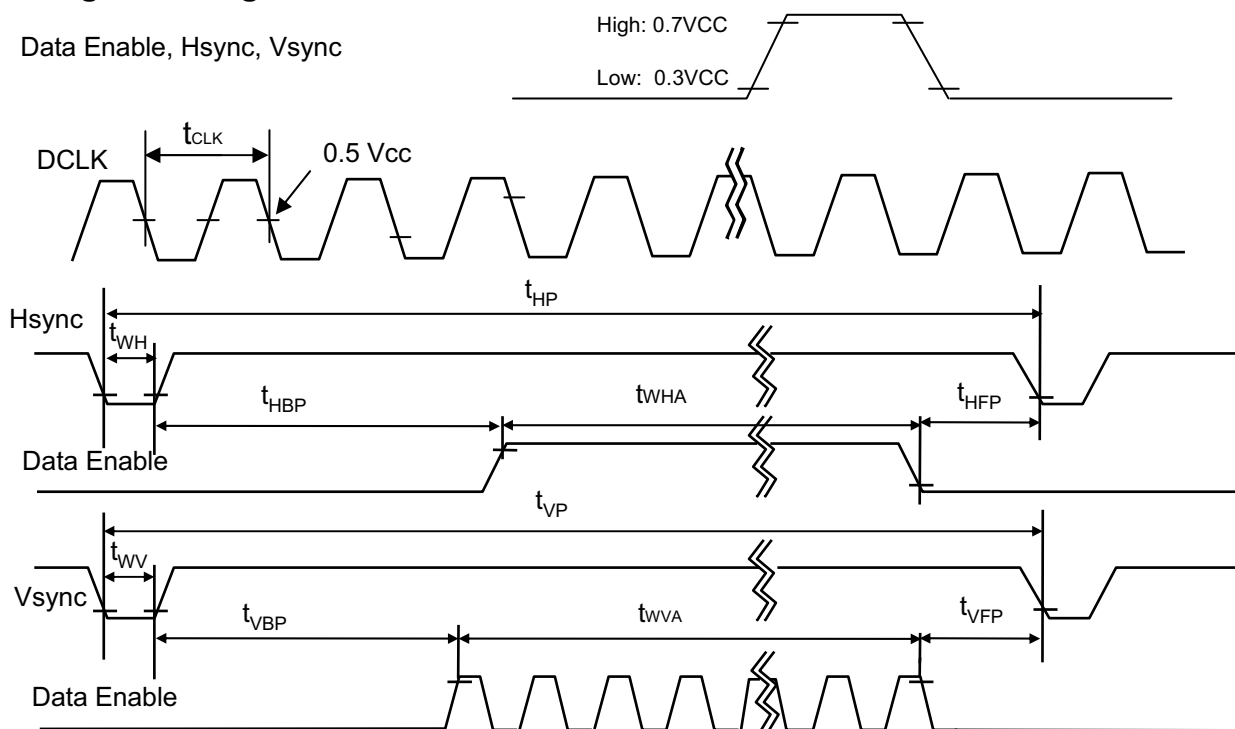 Data Enable, Hsync, Vsync
High: 0.7VCC
Low: 0.3VCC
tCLK
DCLK
0.5 Vcc
tHP
Hsync
tWH
tHBP
tWHA
tHFP
Data Enable
tVP
tWV
Vsync
tVBP
tWVA
tVFP
Data Enable